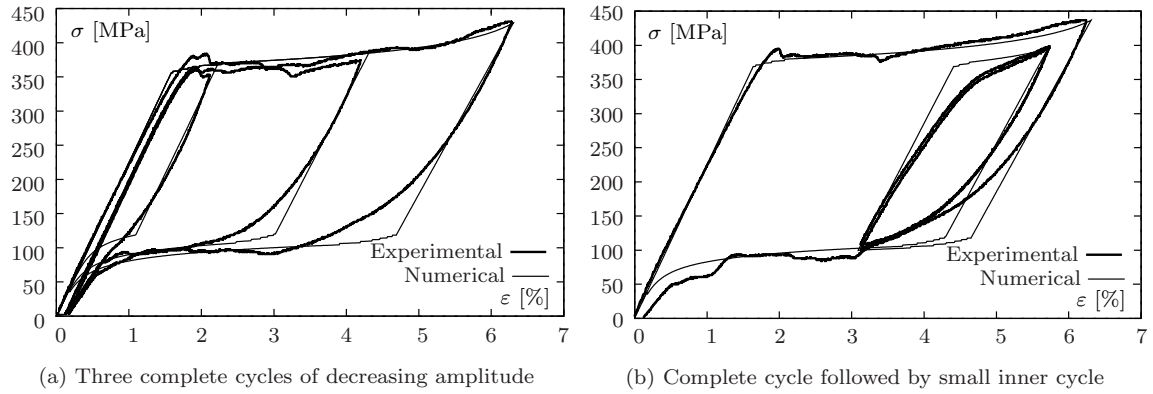 450
400
350
300
250
200
150
100
50
0
σ [MPa]
Experimental
Numerical
ε [%]
0 1 2 3 4 5 6 7
(a) Three complete cycles of decreasing amplitude
450
400
350
300
250
200
150
100
50
0
σ [MPa]
Experimental
Numerical
ε [%]
0 1 2 3 4 5 6 7
(b) Complete cycle followed by small inner cycle